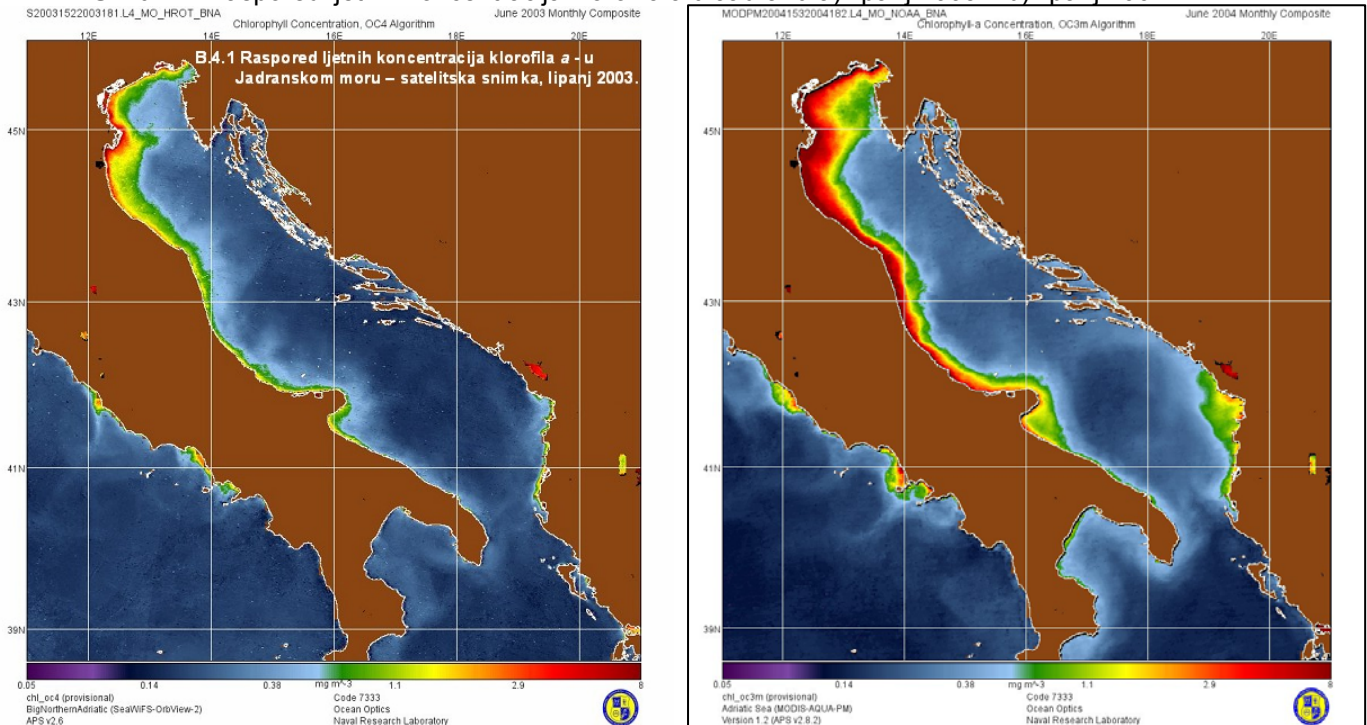 S20031522003181.L4_MO_HROT_BNA
June 2003 Monthly Composite
Chlorophyll Concentration, OC4 Algorithm
12E 14E 16E 18E 20E
B.4.1 Raspored ljetnih koncentracija klorofila a - u
Jadranskom moru – satelitska snimka, lipanj 2003.
45N
43N
41N
39N
0.05 0.14 0.38 mg m^-3 1.1 2.9 8
chl_oc4 (provisional)
BigNorthernAdriatic (SeaWiFS-OrbView-2)
APS v2.6
Code 7333
Ocean Optics
Naval Research Laboratory
MODPM20041532004182.L4_MO_NOAA_BNA
June 2004 Monthly Composite
Chlorophyll-a Concentration, OC3m Algorithm
12E 14E 16E 18E 20E
45N
43N
41N
39N
0.05 0.14 0.38 mg m^-3 1.1 2.9 8
chl_oc3m (provisional)
Adriatic Sea (MODIS-AQUA-PM)
Version 1.2 (APS v2.8.2)
Code 7333
Ocean Optics
Naval Research Laboratory